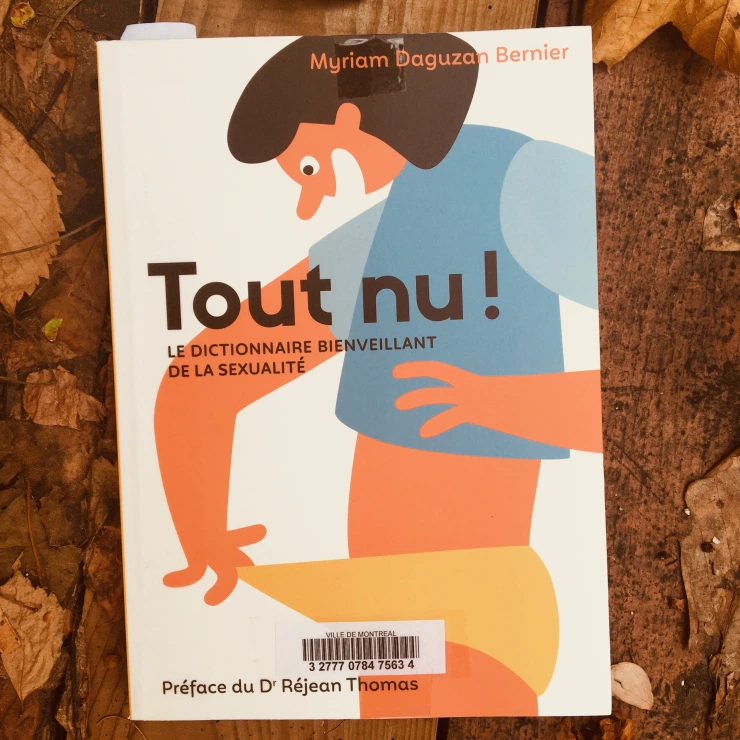 Myriam Daguzan Bernier
Tout nu !
LE DICTIONNAIRE BIENVEILLANT
DE LA SEXUALITÉ
VILLE DE MONTREAL
3 2777 0784 7563 4
Préface du Dr Réjean Thomas